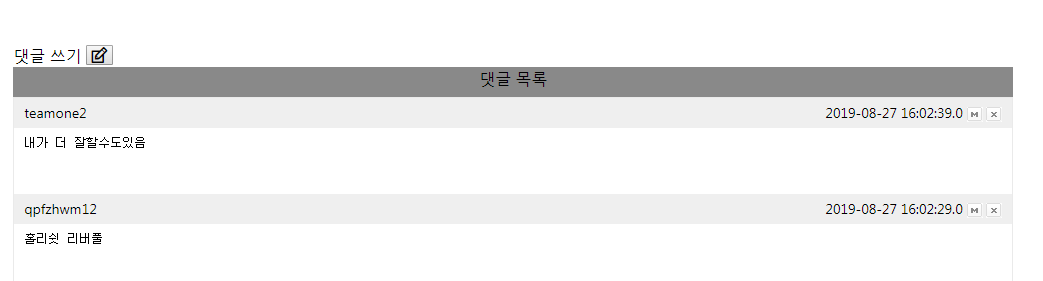 댓글 쓰기
댓글 목록
teamone2 2019-08-27 16:02:39.0 M X
내가 더 잘할수도있음
qpfzhwm12 2019-08-27 16:02:29.0 M X
홀리쉿 리버풀